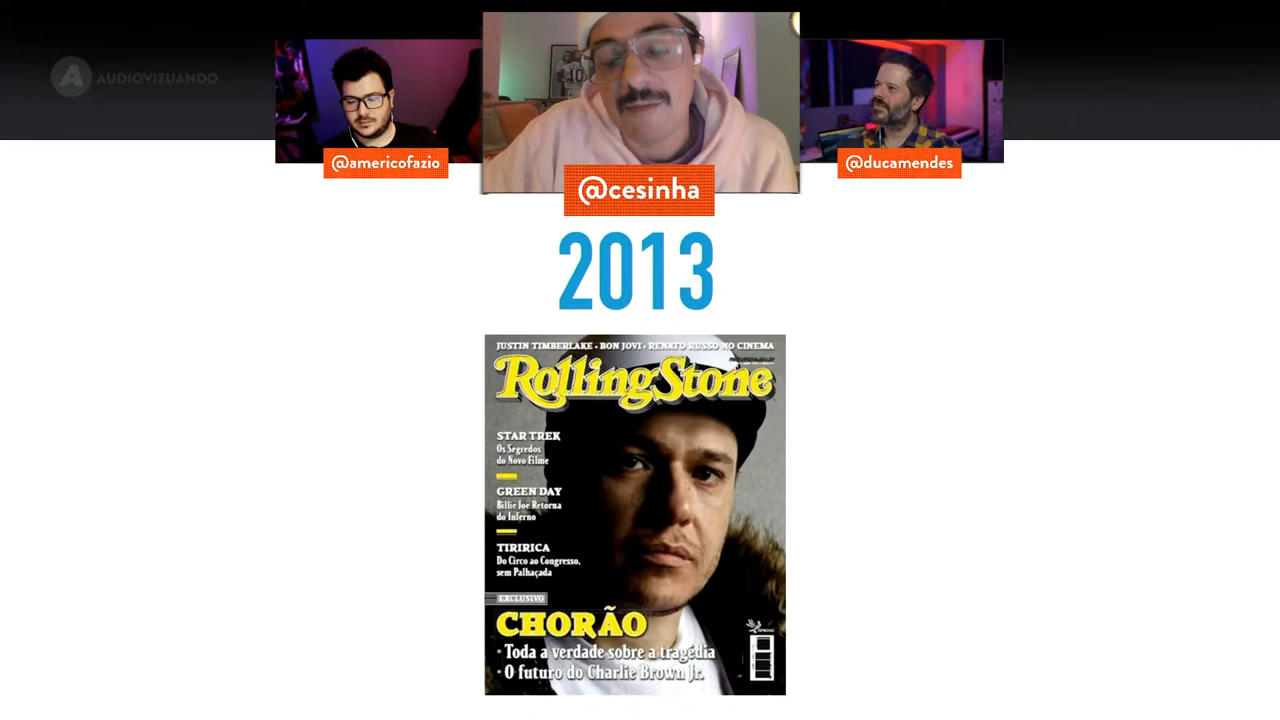 AUDIOVIZUANDO
@americofazio
@cesinha
@ducamendes
2013
JUSTIN TIMBERLAKE • BON JOVI • RENATO RUSSO NO CINEMA
RollingStone
STAR TREK
Os Segredos
do Novo Filme
GREEN DAY
Billie Joe Retorna
do Inferno
TIRIRICA
Do Circo ao Congresso,
sem Palhaçada
EXCLUSIVO
CHORÃO
• Toda a verdade sobre a tragédia
• O futuro do Charlie Brown Jr.